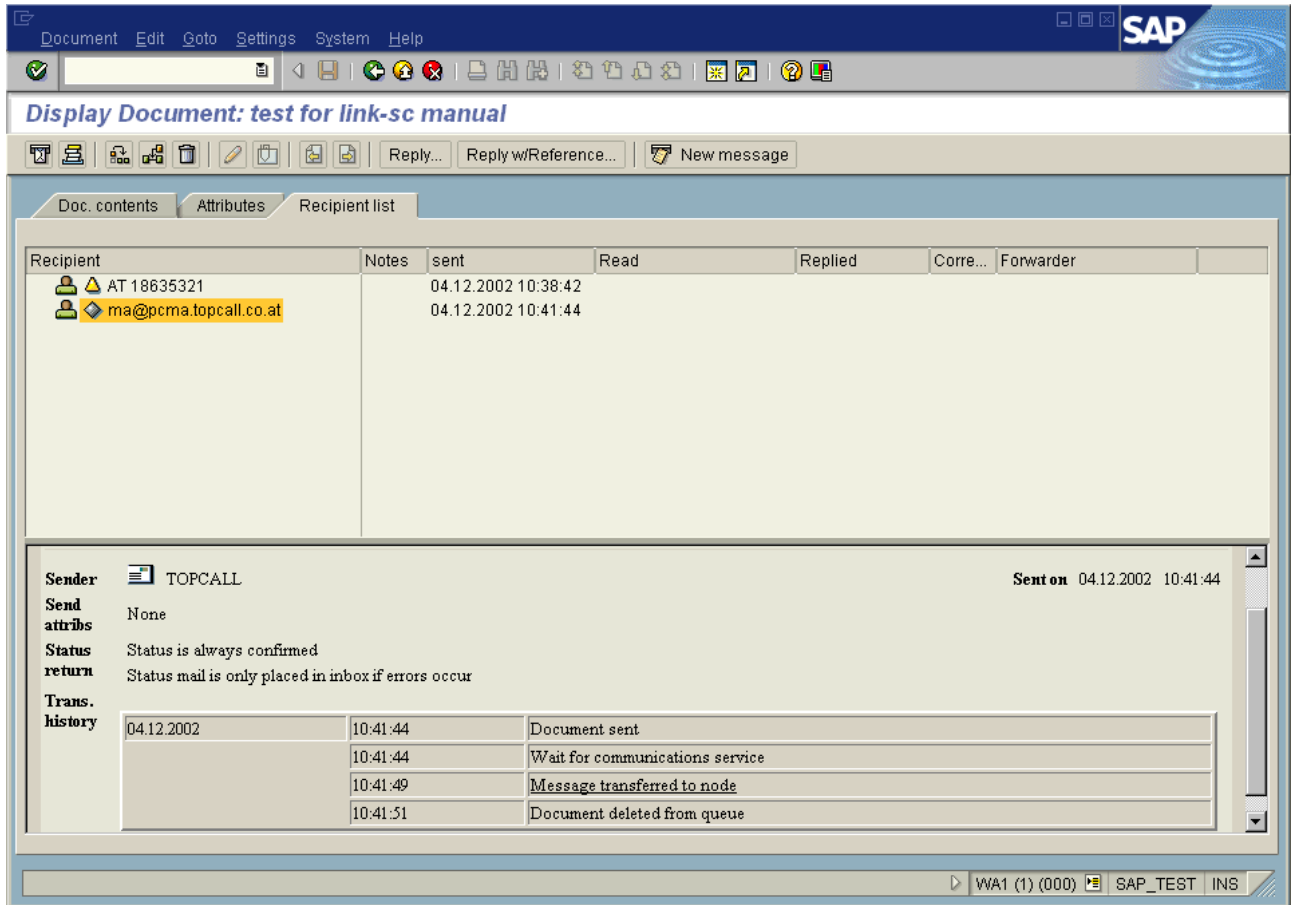 Document Edit Goto Settings System Help
SAP
Display Document: test for link-sc manual
Reply... Reply w/Reference... New message
Doc. contents Attributes Recipient list
Recipient Notes sent Read Replied Corre... Forwarder
AT 18635321 04.12.2002 10:38:42
ma@pcma.topcall.co.at 04.12.2002 10:41:44
Sender TOPCALL Sent on 04.12.2002 10:41:44
Send attribs None
Status return Status is always confirmed
Status mail is only placed in inbox if errors occur
Trans. history
04.12.2002 10:41:44 Document sent
10:41:44 Wait for communications service
10:41:49 Message transferred to node
10:41:51 Document deleted from queue
WA1 (1) (000) SAP_TEST INS